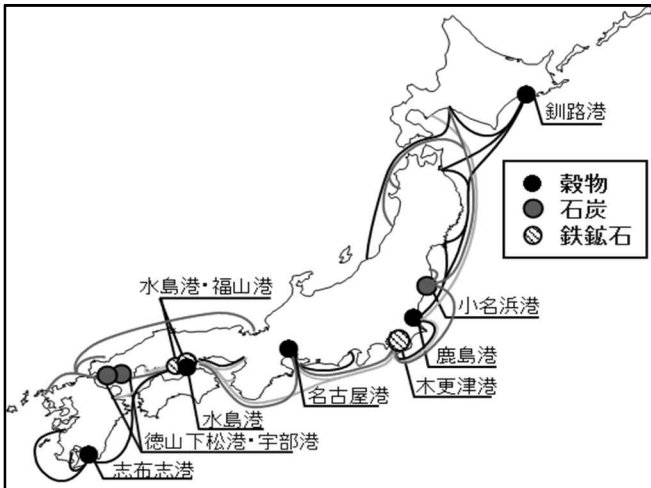 釧路港
穀物
石炭
鉄鉱石
水島港・福山港
小名浜港
鹿島港
木更津港
名古屋港
水島港
徳山下松港・宇部港
志布志港